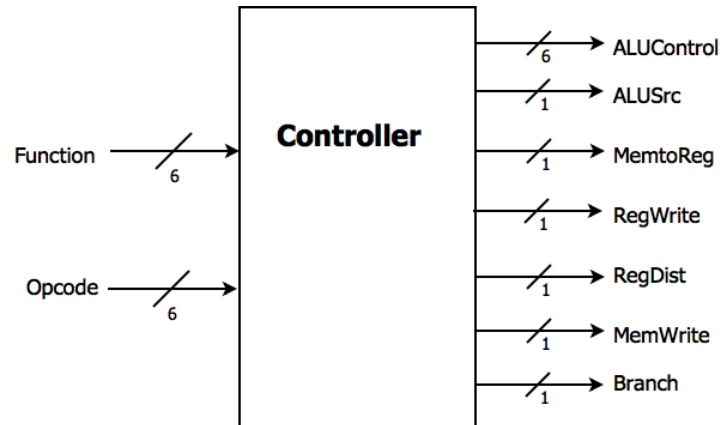 Controller
Function
6
Opcode
6
6
ALUControl
1
ALUSrc
1
MemtoReg
1
RegWrite
1
RegDist
1
MemWrite
1
Branch